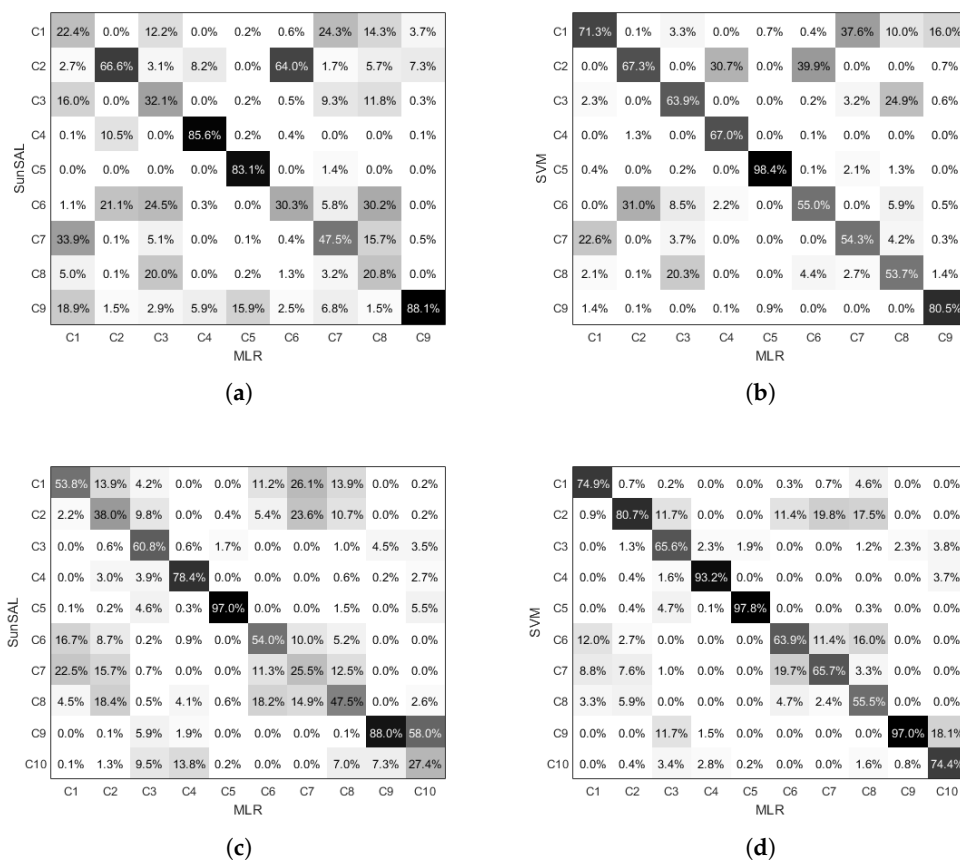 C1 22.4% 0.0% 12.2% 0.0% 0.2% 0.6% 24.3% 14.3% 3.7%
C2 2.7% 66.6% 3.1% 8.2% 0.0% 64.0% 1.7% 5.7% 7.3%
C3 16.0% 0.0% 32.1% 0.0% 0.2% 0.5% 9.3% 11.8% 0.3%
C4 0.1% 10.5% 0.0% 85.6% 0.2% 0.4% 0.0% 0.0% 0.1%
C5 0.0% 0.0% 0.0% 0.0% 83.1% 0.0% 1.4% 0.0% 0.0%
C6 1.1% 21.1% 24.5% 0.3% 0.0% 30.3% 5.8% 30.2% 0.0%
C7 33.9% 0.1% 5.1% 0.0% 0.1% 0.4% 47.5% 15.7% 0.5%
C8 5.0% 0.1% 20.0% 0.0% 0.2% 1.3% 3.2% 20.8% 0.0%
C9 18.9% 1.5% 2.9% 5.9% 15.9% 2.5% 6.8% 1.5% 88.1%
C1 C2 C3 C4 C5 C6 C7 C8 C9
SunSAL
MLR
(a)
C1 71.3% 0.1% 3.3% 0.0% 0.7% 0.4% 37.6% 10.0% 16.0%
C2 0.0% 67.3% 0.0% 30.7% 0.0% 39.9% 0.0% 0.0% 0.7%
C3 2.3% 0.0% 63.9% 0.0% 0.0% 0.2% 3.2% 24.9% 0.6%
C4 0.0% 1.3% 0.0% 67.0% 0.0% 0.1% 0.0% 0.0% 0.0%
C5 0.4% 0.0% 0.2% 0.0% 98.4% 0.1% 2.1% 1.3% 0.0%
C6 0.0% 31.0% 8.5% 2.2% 0.0% 55.0% 0.0% 5.9% 0.5%
C7 22.6% 0.0% 3.7% 0.0% 0.0% 0.0% 54.3% 4.2% 0.3%
C8 2.1% 0.1% 20.3% 0.0% 0.0% 4.4% 2.7% 53.7% 1.4%
C9 1.4% 0.1% 0.0% 0.1% 0.9% 0.0% 0.0% 0.0% 80.5%
C1 C2 C3 C4 C5 C6 C7 C8 C9
SVM
MLR
(b)
C1 53.8% 13.9% 4.2% 0.0% 0.0% 11.2% 26.1% 13.9% 0.0% 0.2%
C2 2.2% 38.0% 9.8% 0.0% 0.4% 5.4% 23.6% 10.7% 0.0% 0.2%
C3 0.0% 0.6% 60.8% 0.6% 1.7% 0.0% 0.0% 1.0% 4.5% 3.5%
C4 0.0% 3.0% 3.9% 78.4% 0.0% 0.0% 0.0% 0.6% 0.2% 2.7%
C5 0.1% 0.2% 4.6% 0.3% 97.0% 0.0% 0.0% 1.5% 0.0% 5.5%
C6 16.7% 8.7% 0.2% 0.9% 0.0% 54.0% 10.0% 5.2% 0.0% 0.0%
C7 22.5% 15.7% 0.7% 0.0% 0.0% 11.3% 25.5% 12.5% 0.0% 0.0%
C8 4.5% 18.4% 0.5% 4.1% 0.6% 18.2% 14.9% 47.5% 0.0% 2.6%
C9 0.0% 0.1% 5.9% 1.9% 0.0% 0.0% 0.0% 0.1% 88.0% 58.0%
C10 0.1% 1.3% 9.5% 13.8% 0.2% 0.0% 0.0% 7.0% 7.3% 27.4%
C1 C2 C3 C4 C5 C6 C7 C8 C9 C10
SunSAL
MLR
(c)
C1 74.9% 0.7% 0.2% 0.0% 0.0% 0.3% 0.7% 4.6% 0.0% 0.0%
C2 0.9% 80.7% 11.7% 0.0% 0.0% 11.4% 19.8% 17.5% 0.0% 0.0%
C3 0.0% 1.3% 65.6% 2.3% 1.9% 0.0% 0.0% 1.2% 2.3% 3.8%
C4 0.0% 0.4% 1.6% 93.2% 0.0% 0.0% 0.0% 0.0% 0.0% 3.7%
C5 0.0% 0.4% 4.7% 0.1% 97.8% 0.0% 0.0% 0.3% 0.0% 0.0%
C6 12.0% 2.7% 0.0% 0.0% 0.0% 63.9% 11.4% 16.0% 0.0% 0.0%
C7 8.8% 7.6% 1.0% 0.0% 0.0% 19.7% 65.7% 3.3% 0.0% 0.0%
C8 3.3% 5.9% 0.0% 0.0% 0.0% 4.7% 2.4% 55.5% 0.0% 0.0%
C9 0.0% 0.0% 11.7% 1.5% 0.0% 0.0% 0.0% 0.0% 97.0% 18.1%
C10 0.0% 0.4% 3.4% 2.8% 0.2% 0.0% 0.0% 1.6% 0.8% 74.4%
C1 C2 C3 C4 C5 C6 C7 C8 C9 C10
SVM
MLR
(d)